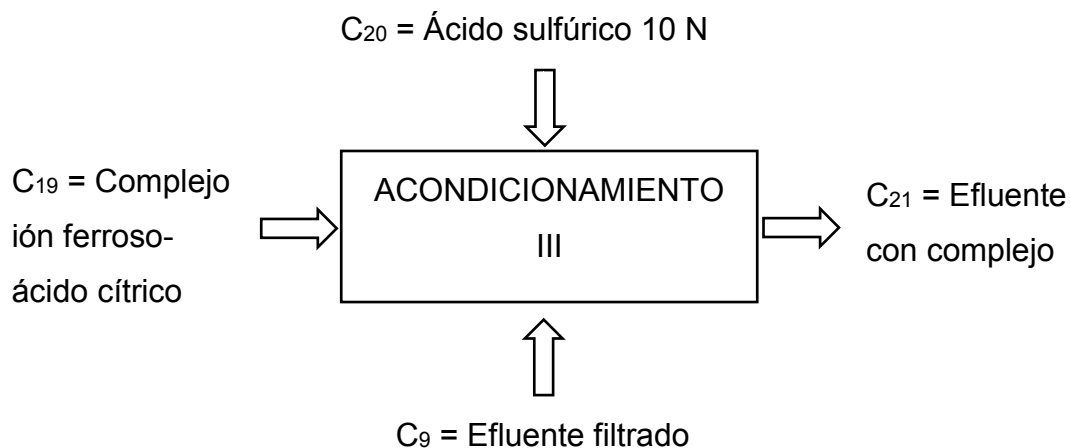 C₂₀ = Ácido sulfúrico 10 N
C₁₉ = Complejo
ión ferroso-
ácido cítrico
ACONDICIONAMIENTO
III
C₂₁ = Efluente
con complejo
C₉ = Efluente filtrado